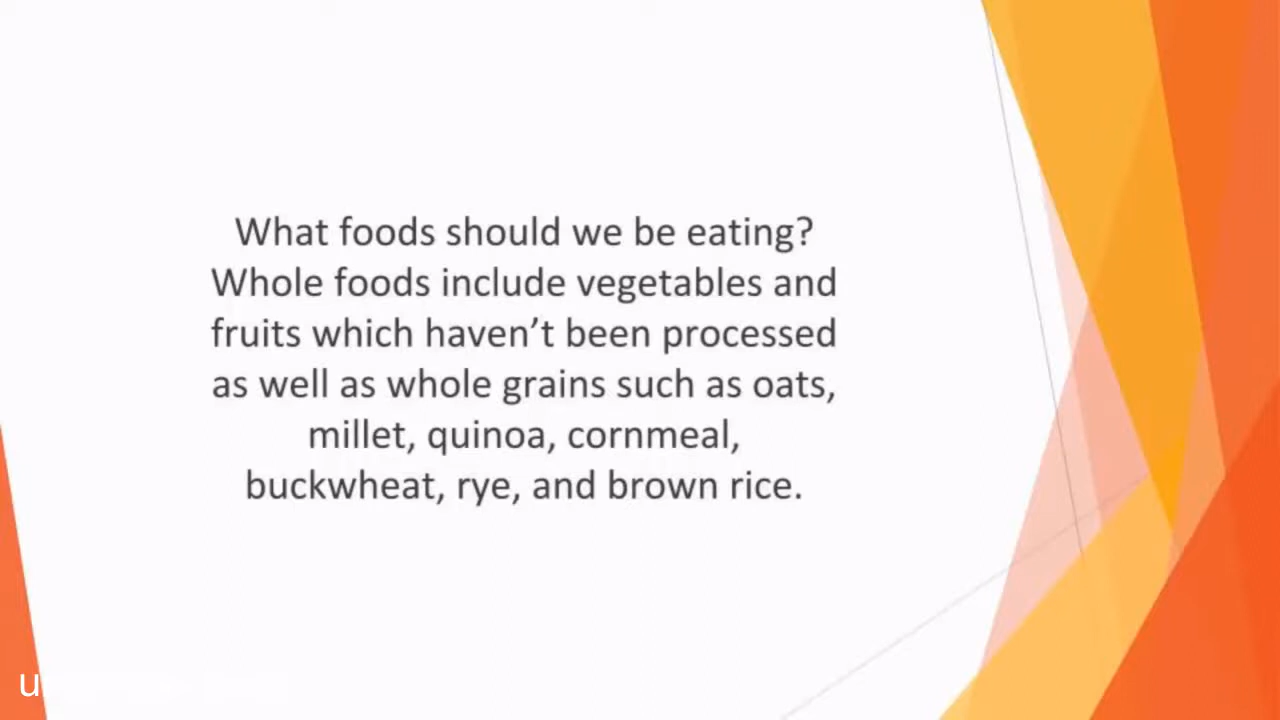 What foods should we be eating?
Whole foods include vegetables and
fruits which haven’t been processed
as well as whole grains such as oats,
millet, quinoa, cornmeal,
buckwheat, rye, and brown rice.